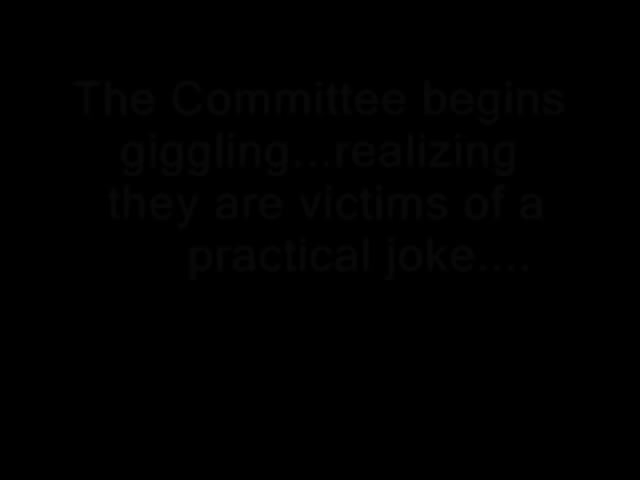 The Committee begins
giggling...realizing
they are victims of a
practical joke....